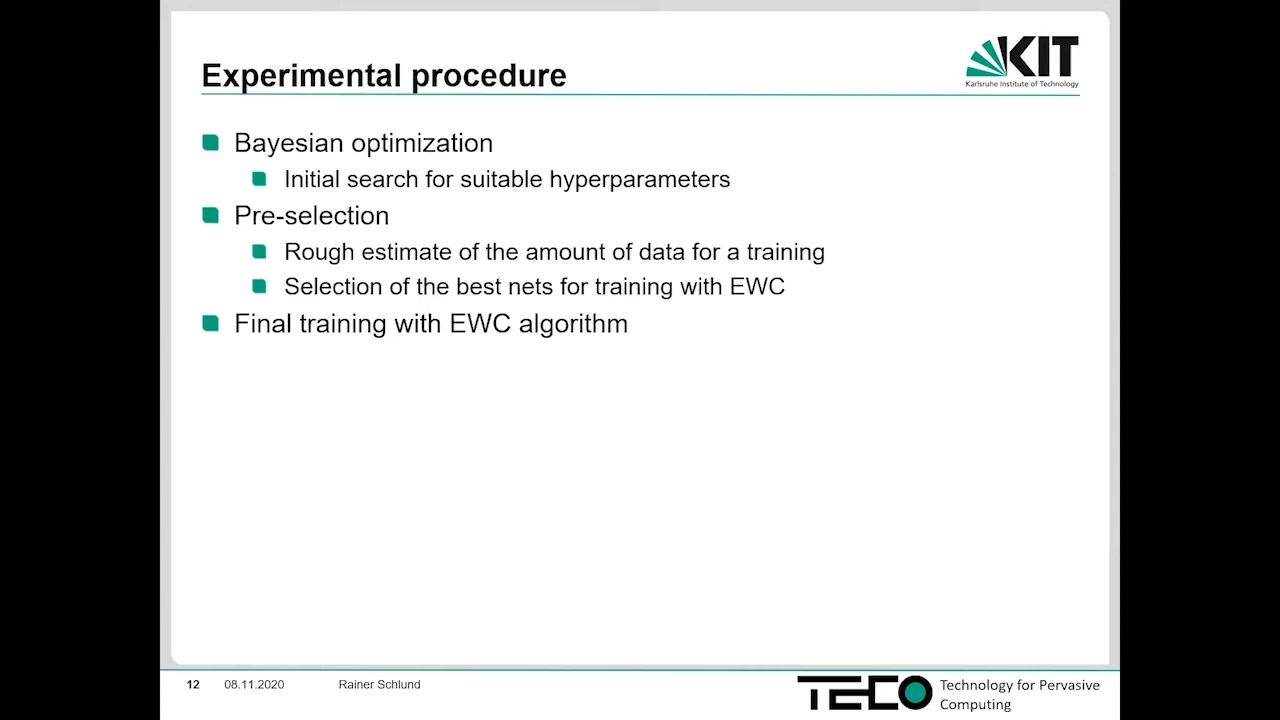 Experimental procedure
KIT
Karlsruhe Institute of Technology
Bayesian optimization
Initial search for suitable hyperparameters
Pre-selection
Rough estimate of the amount of data for a training
Selection of the best nets for training with EWC
Final training with EWC algorithm
12 08.11.2020 Rainer Schlund
TECO
Technology for Pervasive
Computing